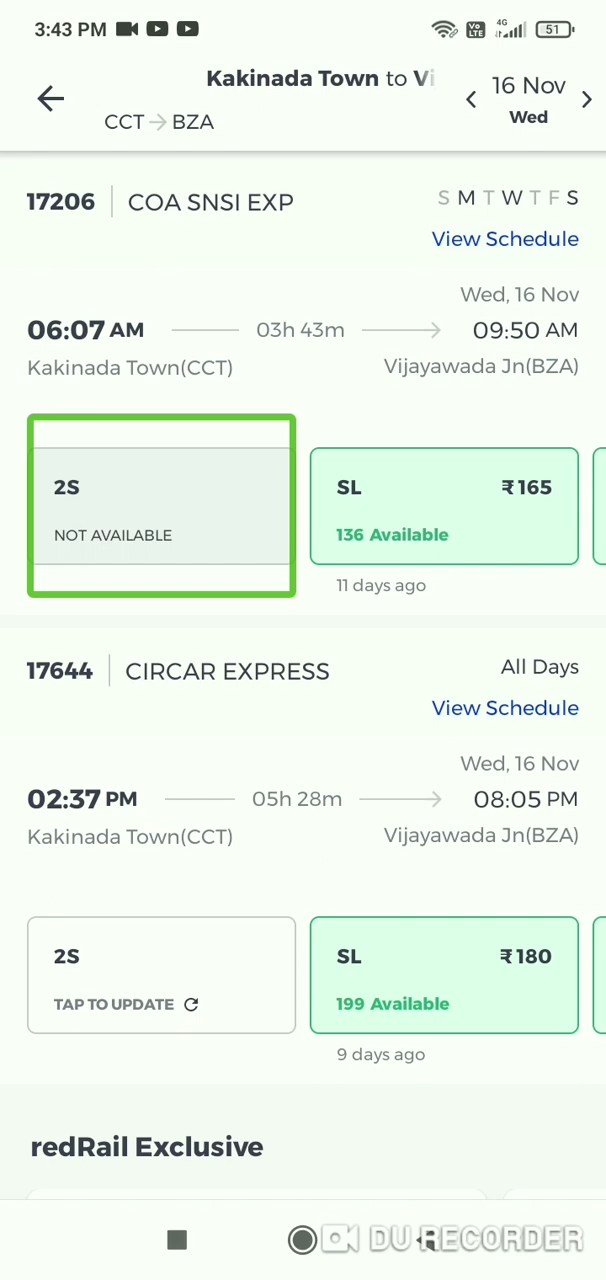 3:43 PM Vo LTE 4G 51
Kakinada Town to Vi
CCT → BZA
16 Nov
Wed
17206 COA SNSI EXP
S M T W T F S
View Schedule
Wed, 16 Nov
06:07 AM 03h 43m 09:50 AM
Kakinada Town(CCT) Vijayawada Jn(BZA)
2S
NOT AVAILABLE
SL ₹165
136 Available
11 days ago
17644 CIRCAR EXPRESS
All Days
View Schedule
Wed, 16 Nov
02:37 PM 05h 28m 08:05 PM
Kakinada Town(CCT) Vijayawada Jn(BZA)
2S
TAP TO UPDATE
SL ₹180
199 Available
9 days ago
redRail Exclusive
DU RECORDER